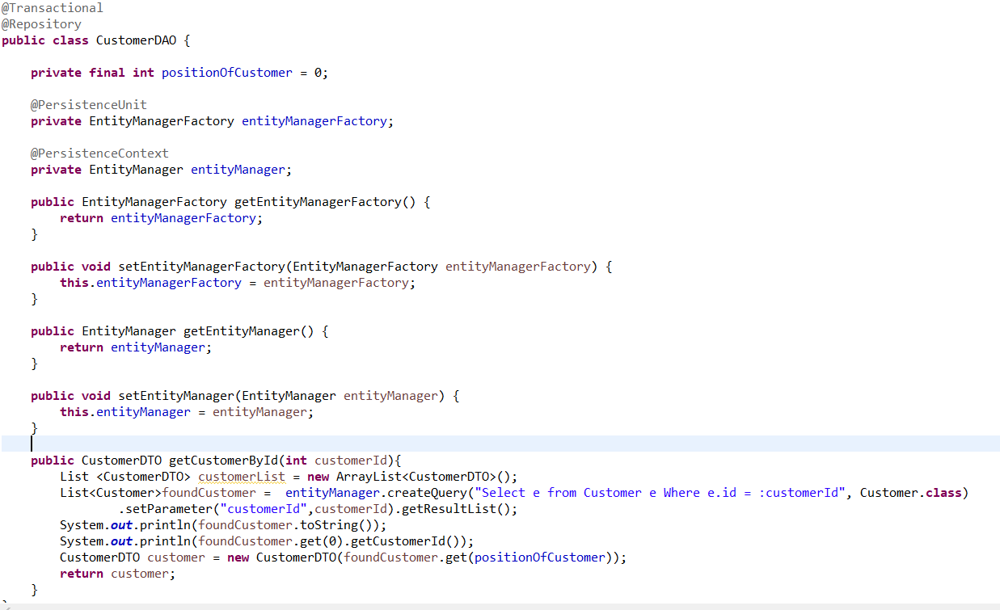 @Transactional
@Repository
public class CustomerDAO {
    private final int positionOfCustomer = 0;
    @PersistenceUnit
    private EntityManagerFactory entityManagerFactory;
    @PersistenceContext
    private EntityManager entityManager;
    public EntityManagerFactory getEntityManagerFactory() {
        return entityManagerFactory;
    }
    public void setEntityManagerFactory(EntityManagerFactory entityManagerFactory) {
        this.entityManagerFactory = entityManagerFactory;
    }
    public EntityManager getEntityManager() {
        return entityManager;
    }
    public void setEntityManager(EntityManager entityManager) {
        this.entityManager = entityManager;
    }
    public CustomerDTO getCustomerById(int customerId){
        List <CustomerDTO> customerList = new ArrayList<CustomerDTO>();
        List<Customer>foundCustomer =  entityManager.createQuery("Select e from Customer e Where e.id = :customerId", Customer.class)
                .setParameter("customerId",customerId).getResultList();
        System.out.println(foundCustomer.toString());
        System.out.println(foundCustomer.get(0).getCustomerId());
        CustomerDTO customer = new CustomerDTO(foundCustomer.get(positionOfCustomer));
        return customer;
    }